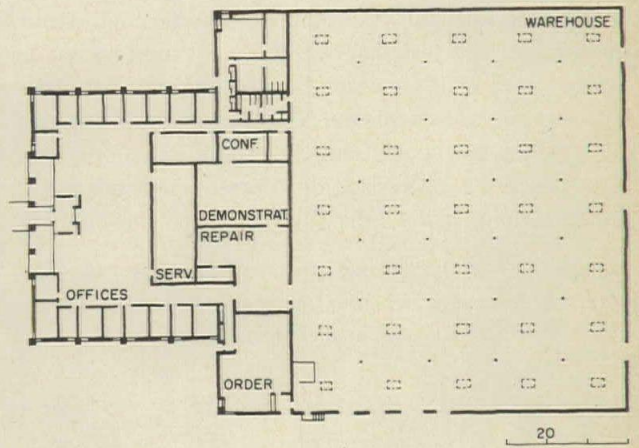 WAREHOUSE
CONF.
DEMONSTRAT.
REPAIR
SERV.
OFFICES
ORDER
20